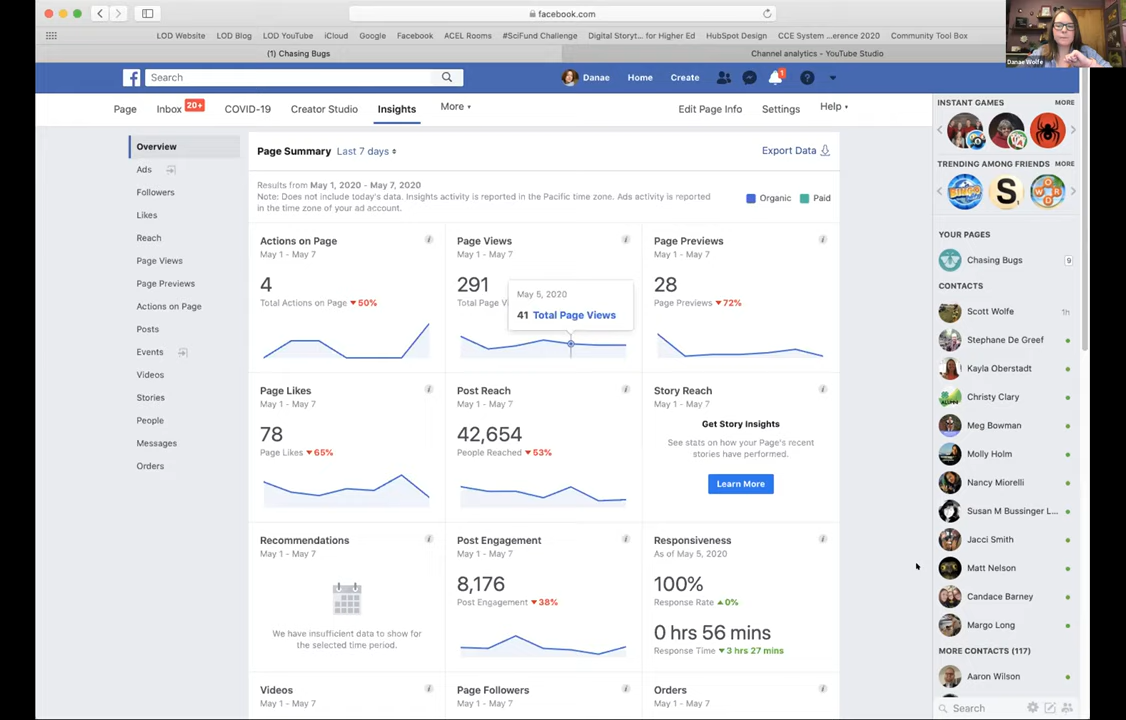 facebook.com
LOD Website
LOD Blog
LOD YouTube
iCloud
Google
Facebook
ACEL Rooms
#SciFund Challenge
Digital Storyt... for Higher Ed
HubSpot Design
CCE System ...erence 2020
Community Tool Box
(1) Chasing Bugs
Channel analytics - YouTube Studio
Danae Wolfe
Search
Danae
Home
Create
1
Page
Inbox
20+
COVID-19
Creator Studio
Insights
More
Edit Page Info
Settings
Help
Overview
Ads
Followers
Likes
Reach
Page Views
Page Previews
Actions on Page
Posts
Events
Videos
Stories
People
Messages
Orders
Page Summary Last 7 days
Export Data
Results from May 1, 2020 - May 7, 2020
Note: Does not include today's data. Insights activity is reported in the Pacific time zone. Ads activity is reported
in the time zone of your ad account.
Organic
Paid
Actions on Page
May 1 - May 7
4
Total Actions on Page 50%
Page Views
May 1 - May 7
291
Total Page V
May 5, 2020
41 Total Page Views
Page Previews
May 1 - May 7
28
Page Previews 72%
Page Likes
May 1 - May 7
78
Page Likes 65%
Post Reach
May 1 - May 7
42,654
People Reached 53%
Story Reach
May 1 - May 7
Get Story Insights
See stats on how your Page's recent
stories have performed.
Learn More
Recommendations
May 1 - May 7
We have insufficient data to show for
the selected time period.
Post Engagement
May 1 - May 7
8,176
Post Engagement 38%
Responsiveness
As of May 5, 2020
100%
Response Rate 0%
0 hrs 56 mins
Response Time 3 hrs 27 mins
Videos
May 1 - May 7
Page Followers
May 1 - May 7
Orders
May 1 - May 7
INSTANT GAMES
MORE
TRENDING AMONG FRIENDS
MORE
S
YOUR PAGES
Chasing Bugs
9
CONTACTS
Scott Wolfe
1h
Stephane De Greef
Kayla Oberstadt
Christy Clary
Meg Bowman
Molly Holm
Nancy Miorelli
Susan M Bussinger L...
Jacci Smith
Matt Nelson
Candace Barney
Margo Long
MORE CONTACTS (117)
Aaron Wilson
Search